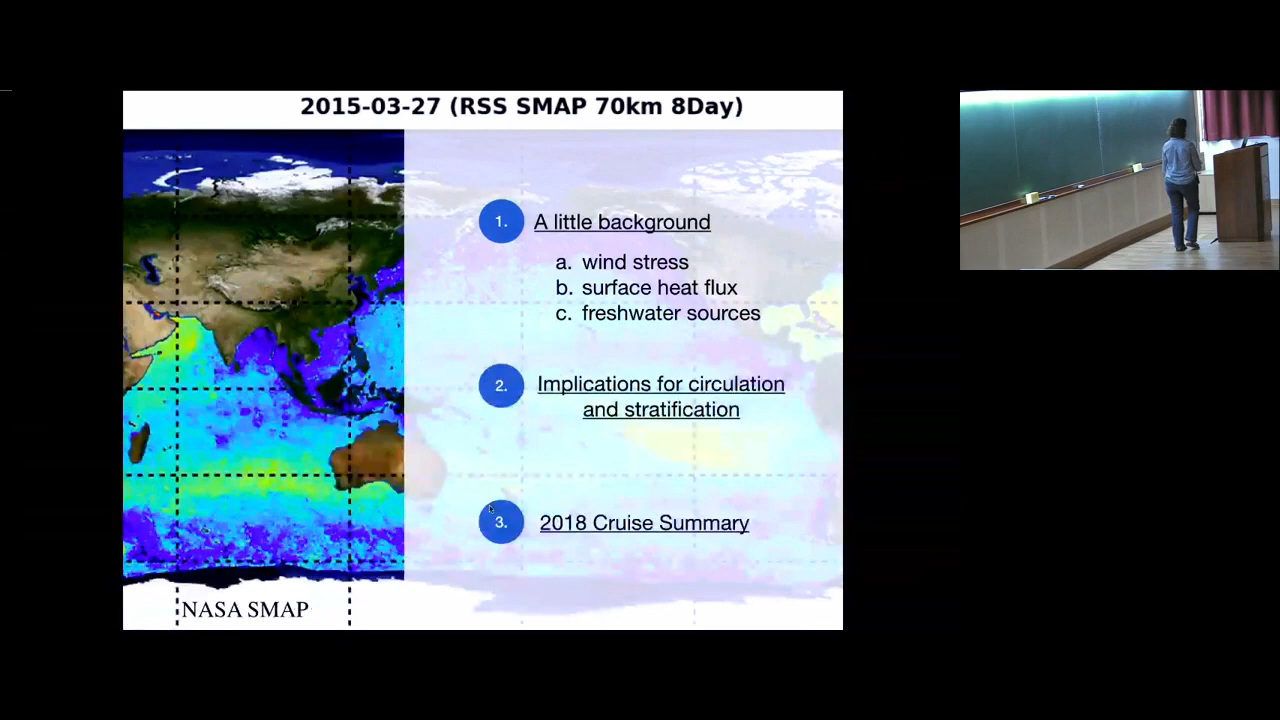 2015-03-27 (RSS SMAP 70km 8Day)
1. A little background
a. wind stress
b. surface heat flux
c. freshwater sources
2. Implications for circulation
and stratification
3. 2018 Cruise Summary
NASA SMAP